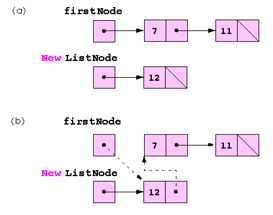 (a) firstNode
7 11
New ListNode
12
(b) firstNode
7 11
New ListNode
12